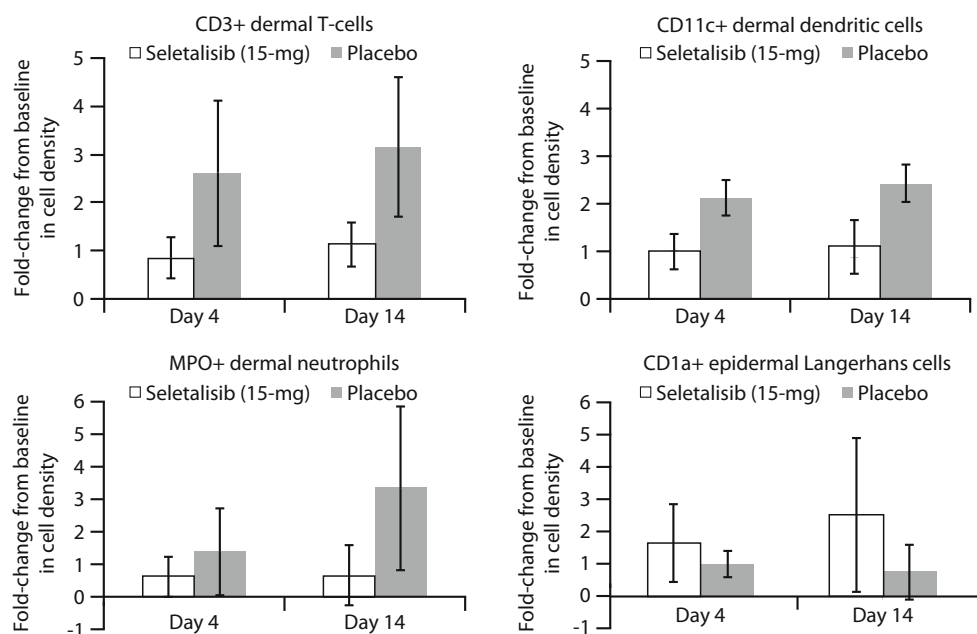 CD3+ dermal T-cells
Seletalisib (15-mg) Placebo
Fold-change from baseline
in cell density
5
4
3
2
1
0
Day 4 Day 14
CD11c+ dermal dendritic cells
Seletalisib (15-mg) Placebo
Fold-change from baseline
in cell density
5
4
3
2
1
0
Day 4 Day 14
MPO+ dermal neutrophils
Seletalisib (15-mg) Placebo
Fold-change from baseline
in cell density
6
5
4
3
2
1
0
-1
Day 4 Day 14
CD1a+ epidermal Langerhans cells
Seletalisib (15-mg) Placebo
Fold-change from baseline
in cell density
6
5
4
3
2
1
0
-1
Day 4 Day 14